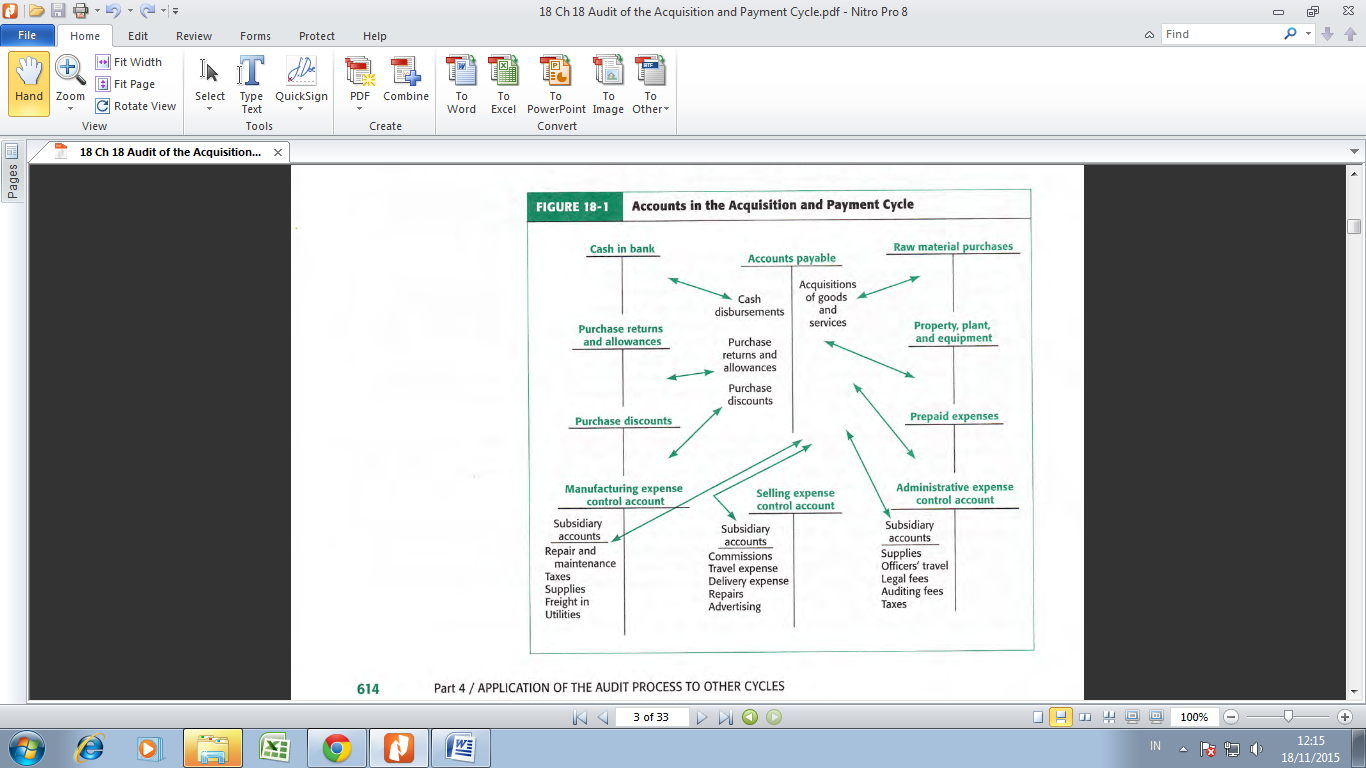 18 Ch 18 Audit of the Acquisition and Payment Cycle.pdf - Nitro Pro 8
File Home Edit Review Forms Protect Help
Find
Hand
Zoom
Fit Width
Fit Page
Rotate View
View
Select
Type
Text
QuickSign
Tools
PDF
Combine
Create
To
Word
To
Excel
To
PowerPoint
To
Image
To
Other
Convert
18 Ch 18 Audit of the Acquisition...
Pages
FIGURE 18-1 Accounts in the Acquisition and Payment Cycle
Cash in bank
Accounts payable
Raw material purchases
Cash
disbursements
Acquisitions
of goods
and
services
Purchase returns
and allowances
Purchase
returns and
allowances
Property, plant,
and equipment
Purchase
discounts
Purchase discounts
Prepaid expenses
Manufacturing expense
control account
Subsidiary
accounts
Repair and
maintenance
Taxes
Supplies
Freight in
Utilities
Selling expense
control account
Subsidiary
accounts
Commissions
Travel expense
Delivery expense
Repairs
Advertising
Administrative expense
control account
Subsidiary
accounts
Supplies
Officers' travel
Legal fees
Auditing fees
Taxes
614 Part 4 / APPLICATION OF THE AUDIT PROCESS TO OTHER CYCLES
3 of 33
100%
IN
12:15
18/11/2015